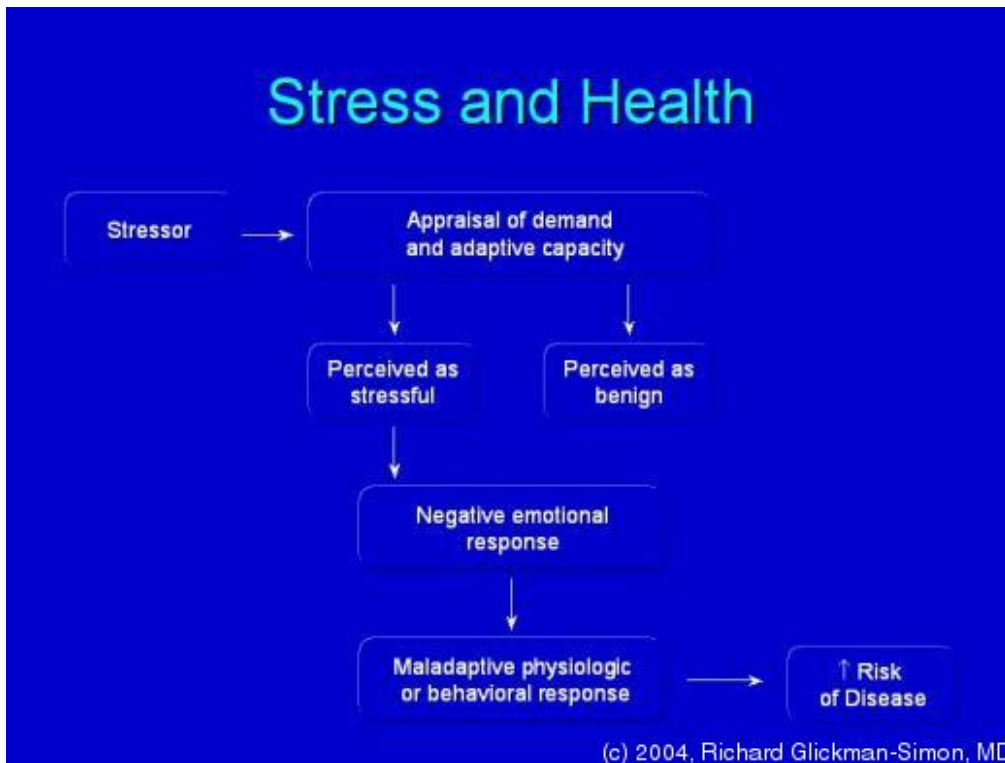 Stress and Health
Stressor
Appraisal of demand
and adaptive capacity
Perceived as
stressful
Perceived as
benign
Negative emotional
response
Maladaptive physiologic
or behavioral response
↑ Risk
of Disease
(c) 2004, Richard Glickman-Simon, MD